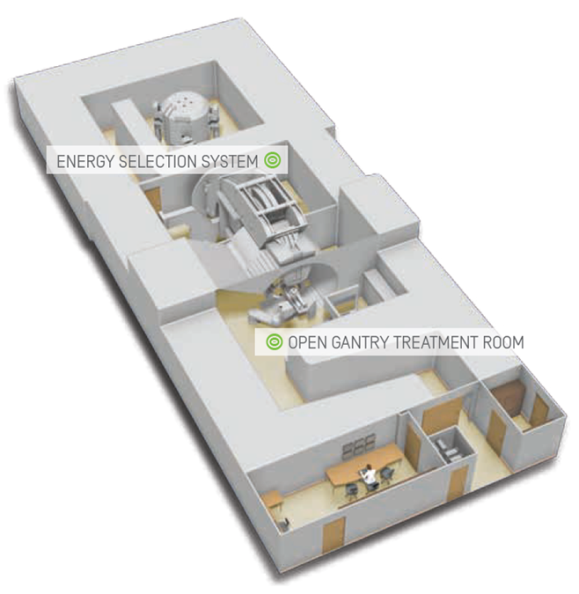 ENERGY SELECTION SYSTEM
OPEN GANTRY TREATMENT ROOM